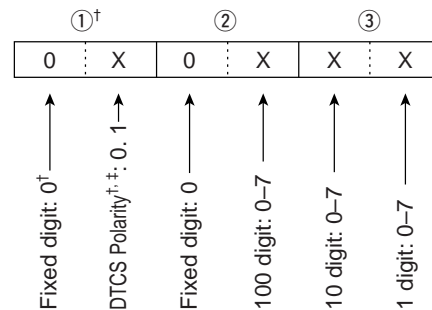 ①† ② ③
0 X 0 X X X
Fixed digit: 0†
DTCS Polarity†, ‡: 0. 1
Fixed digit: 0
100 digit: 0–7
10 digit: 0–7
1 digit: 0–7